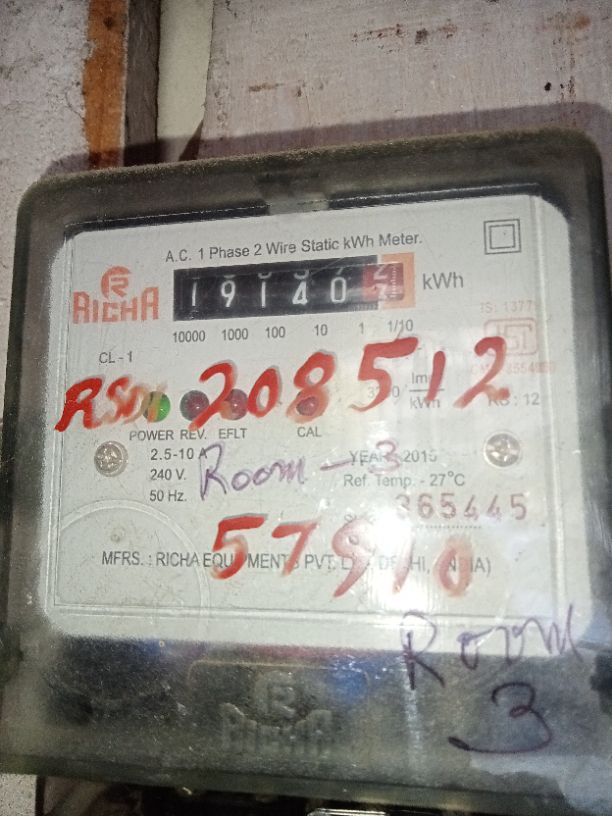 A.C. 1 Phase 2 Wire Static kWh Meter.
RICHA
19140 kWh
10000 1000 100 10 1 1/10
CL - 1
208512
POWER REV. EFLT CAL
2.5-10 A
240 V.
50 Hz.
Room - 3
YEAR 2015
Ref. Temp. - 27°C
365445
57910
MFRS. : RICHA EQUIPMENTS PVT. LTD. DELHI, INDIA)
Room
3
RICHA